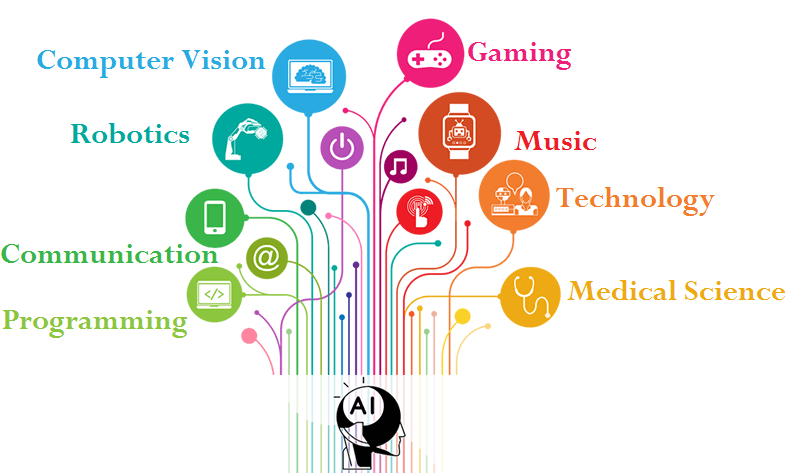 Computer Vision
Gaming
Robotics
Music
Technology
Communication
@
</>
Medical Science
Programming
AI